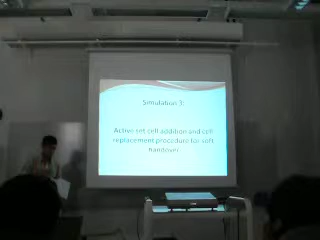 Simulation 3:
Active set cell addition and cell
replacement procedure for soft
handover